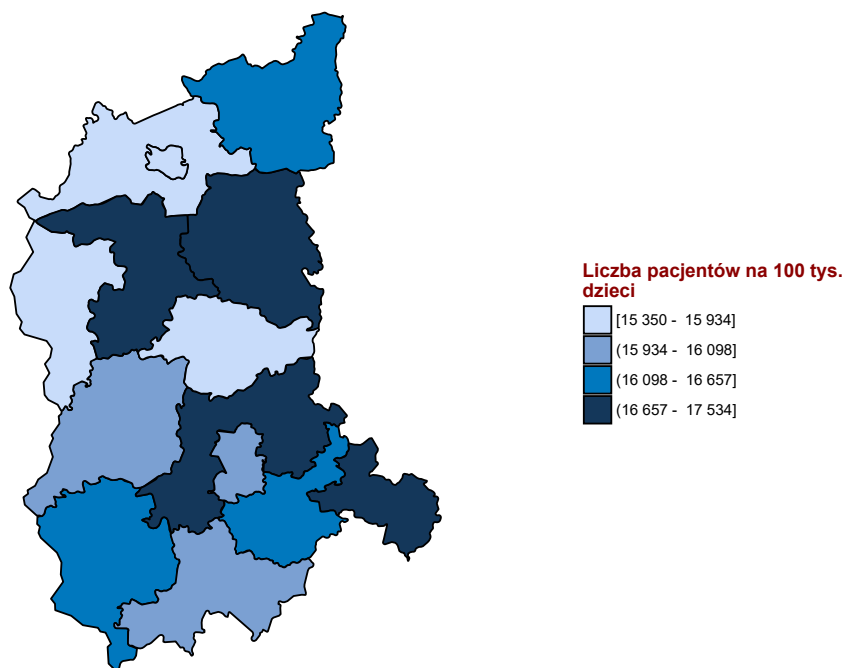 Liczba pacjentów na 100 tys.
dzieci
[15 350 - 15 934]
(15 934 - 16 098]
(16 098 - 16 657]
(16 657 - 17 534]